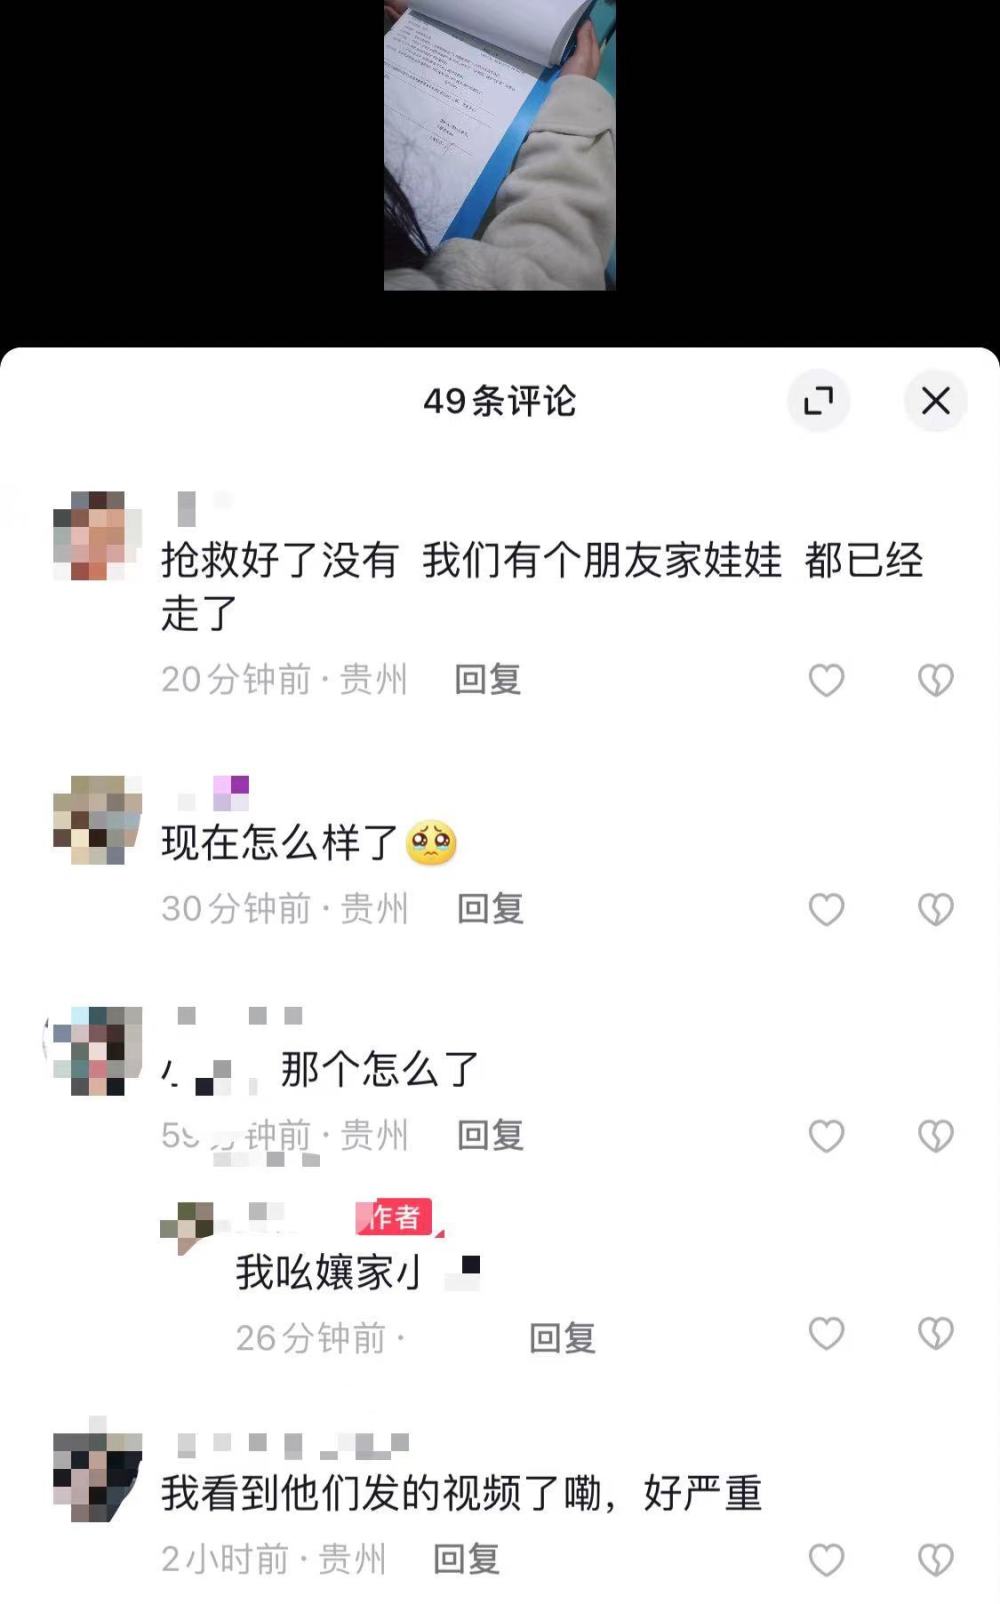 49条评论
抢救好了没有 我们有个朋友家娃娃 都已经
走了
20分钟前·贵州 回复
现在怎么样了🥹
30分钟前·贵州 回复
那个怎么了
钟前·贵州 回复
作者
我吆孃家小
26分钟前· 回复
我看到他们发的视频了嘞，好严重
2小时前·贵州 回复